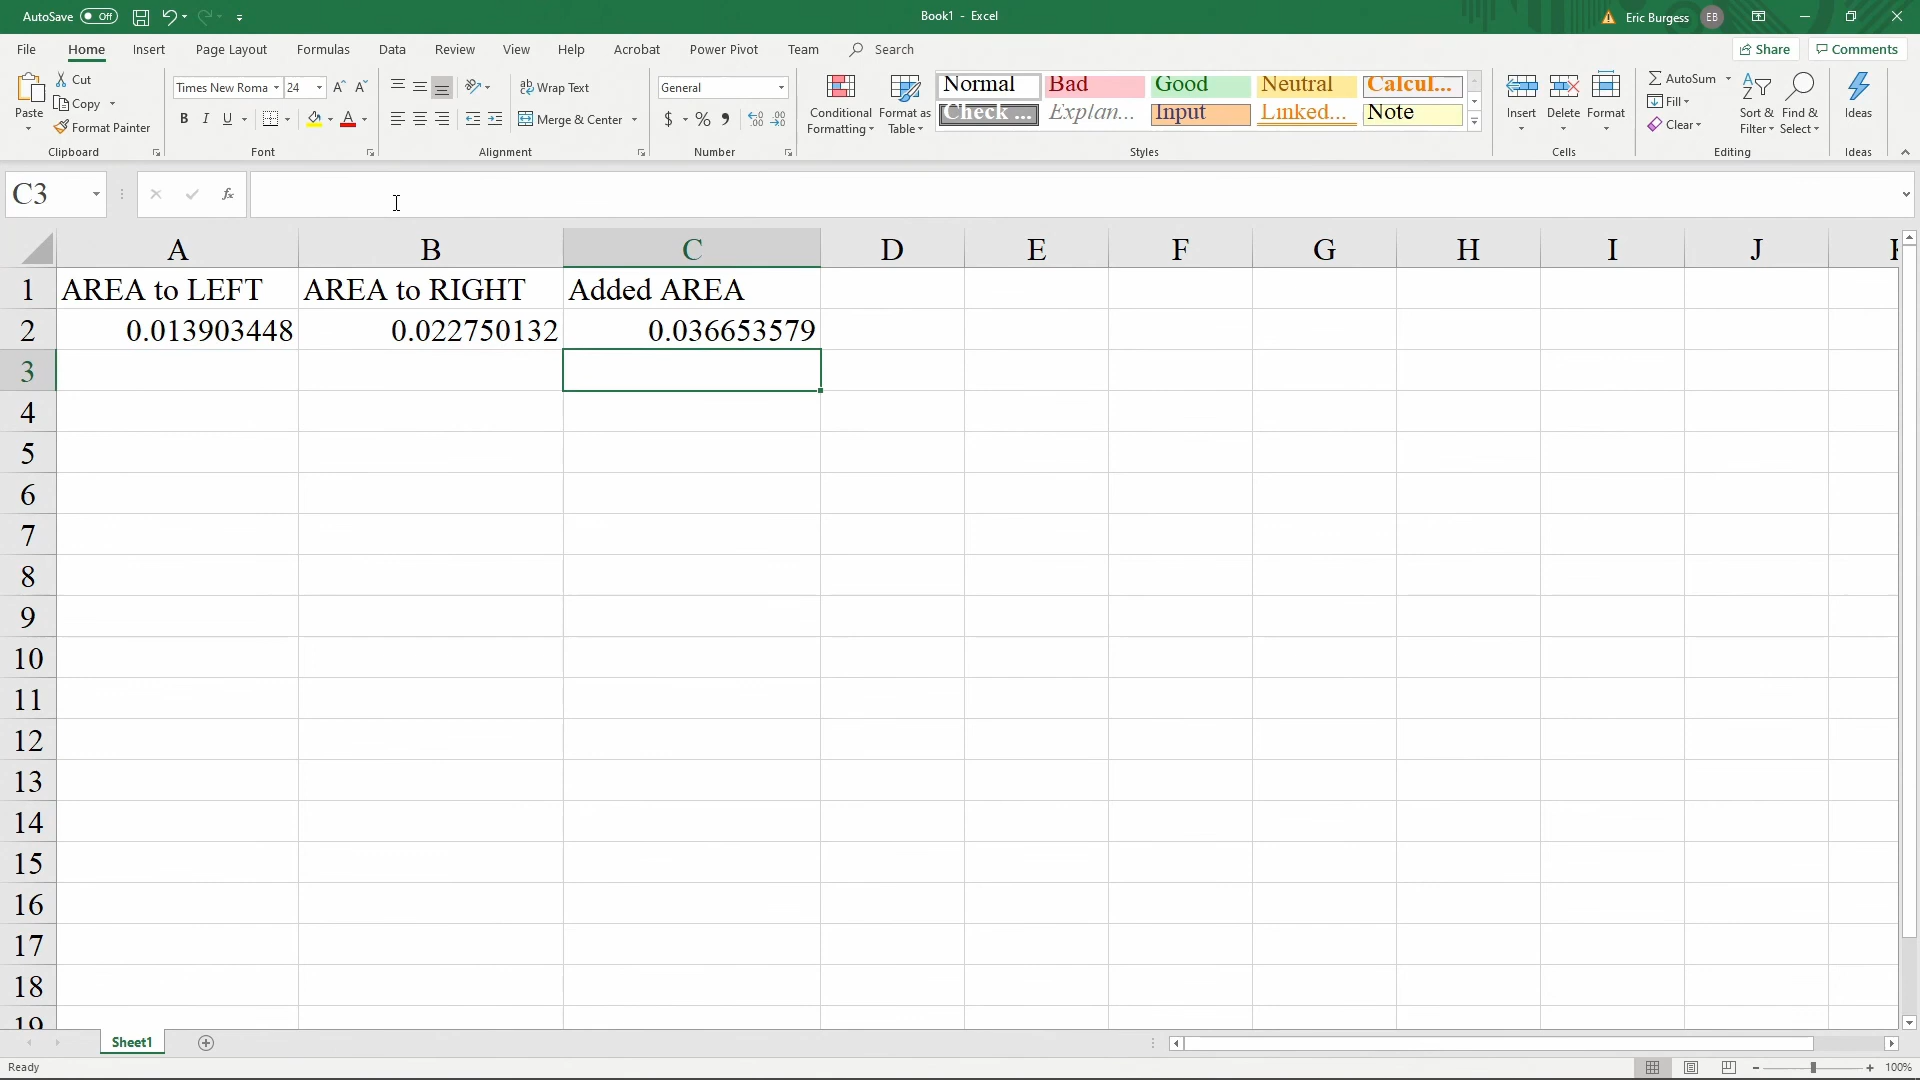 AutoSave Off Book1 - Excel Eric Burgess EB
File Home Insert Page Layout Formulas Data Review View Help Acrobat Power Pivot Team Search Share Comments
Paste
Cut
Copy
Format Painter
Clipboard
Times New Roma 24 A^ A
B I U A
Font
Wrap Text
Merge & Center
Alignment
General
$ % 9
Number
Conditional Formatting
Format as Table
Normal Bad Good Neutral Calcul...
Check ... Explan... Input Linked... Note
Styles
Insert Delete Format
Cells
AutoSum
Fill
Clear
Sort & Filter
Find & Select
Editing
Ideas
Ideas
C3 fx
A B C D E F G H I J
1 AREA to LEFT AREA to RIGHT Added AREA
2 0.013903448 0.022750132 0.036653579
3
4
5
6
7
8
9
10
11
12
13
14
15
16
17
18
19
Sheet1
Ready 100%